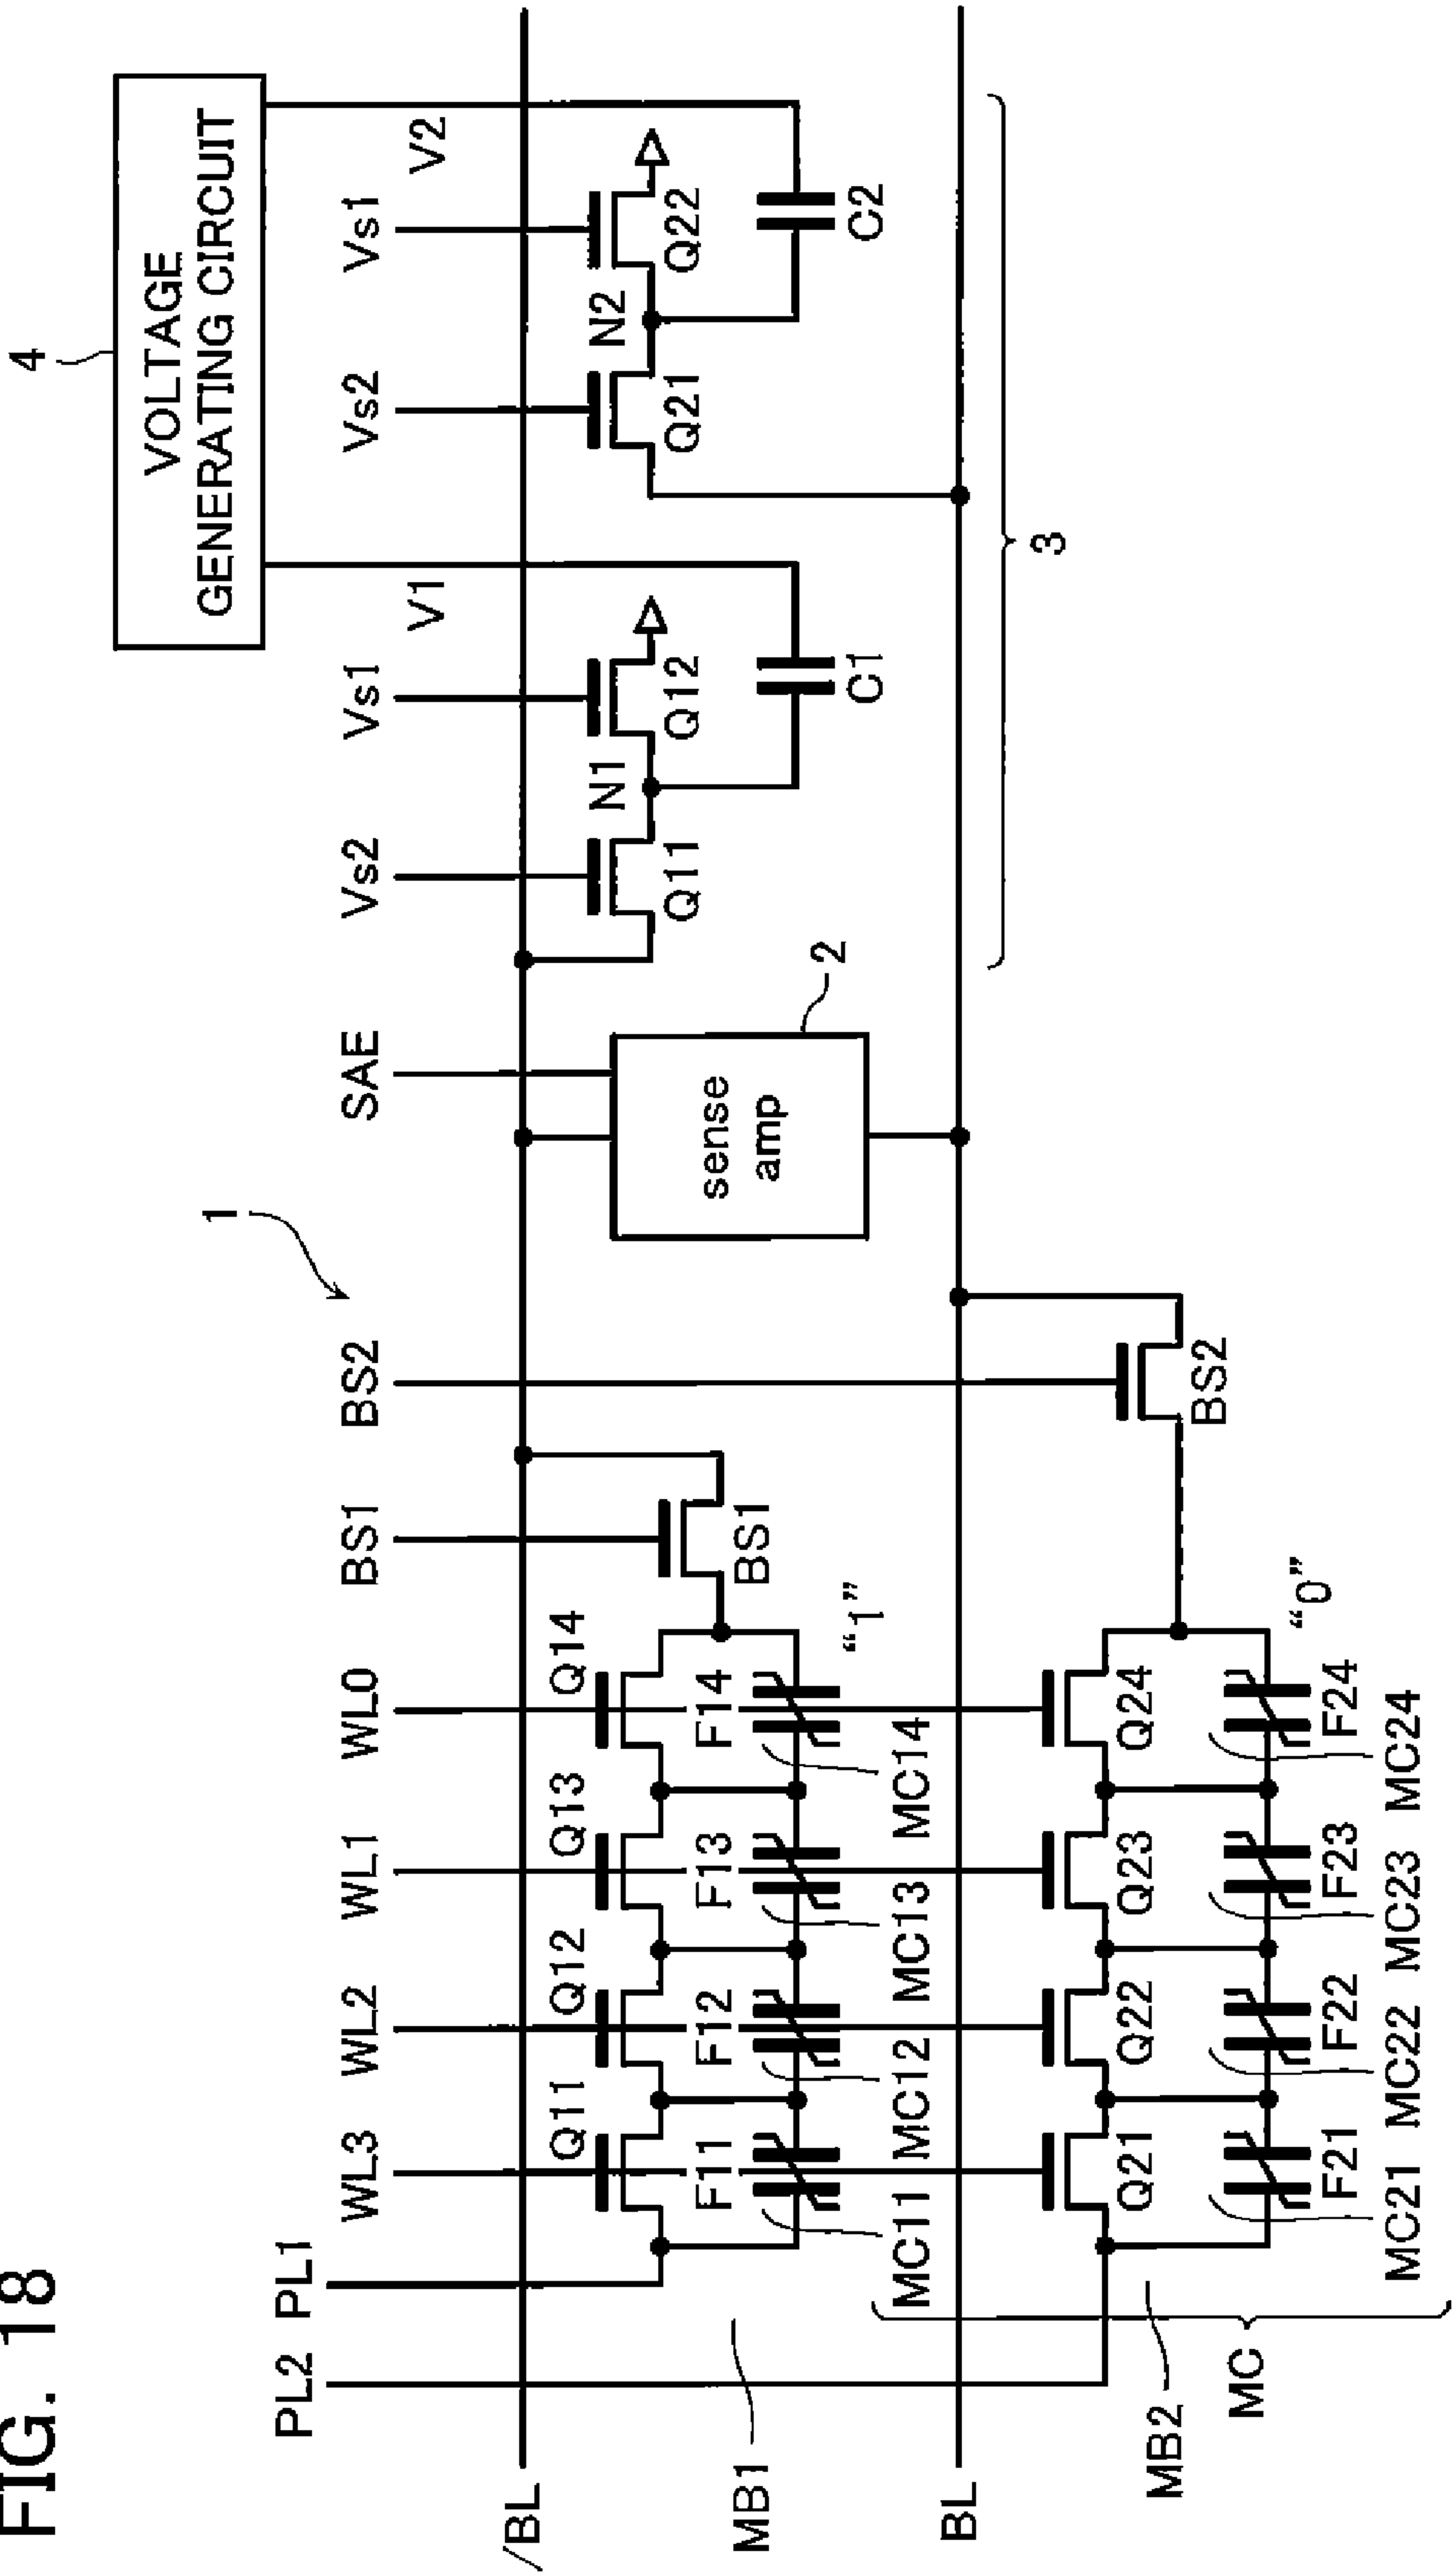 FIG. 18
4
VOLTAGE
GENERATING CIRCUIT
1
PL2
PL1
WL3
WL2
WL1
WL0
BS1
BS2
SAE
Vs2
Vs1
V1
Vs2
Vs1
V2
/BL
Q11
Q12
Q13
Q14
F11
F12
F13
F14
BS1
"1"
MB1
MC11
MC12
MC13
MC14
sense
amp
2
N1
Q11
Q12
C1
N2
Q21
Q22
C2
BL
3
Q21
Q22
Q23
Q24
BS2
"0"
MB2
MC
F21
F22
F23
F24
MC21
MC22
MC23
MC24